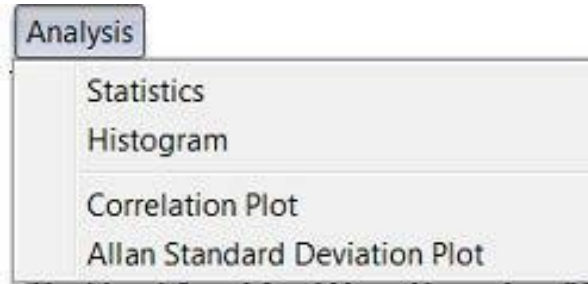 Analysis
Statistics
Histogram
Correlation Plot
Allan Standard Deviation Plot